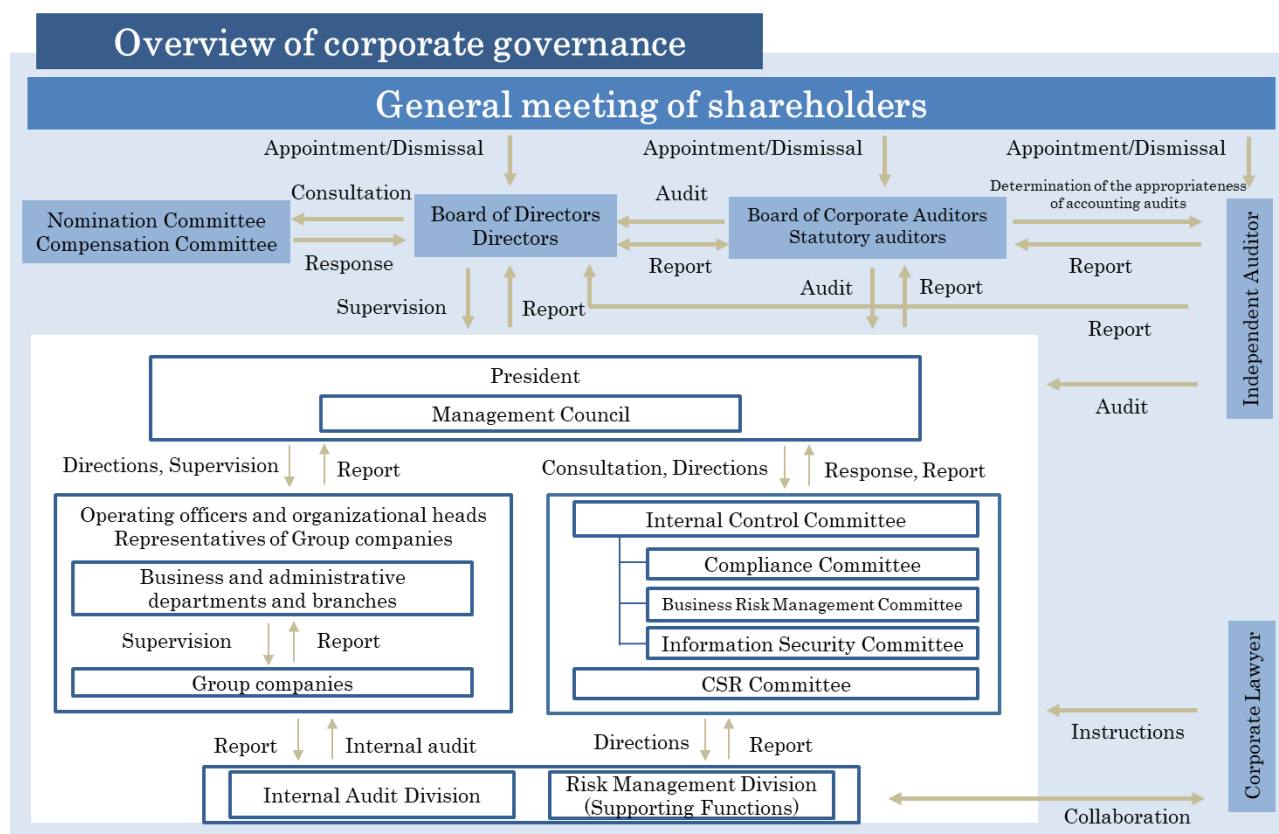 Overview of corporate governance
General meeting of shareholders
Appointment/Dismissal
Appointment/Dismissal
Appointment/Dismissal
Consultation
Audit
Determination of the appropriateness
of accounting audits
Nomination Committee
Compensation Committee
Board of Directors
Directors
Board of Corporate Auditors
Statutory auditors
Independent Auditor
Response
Report
Report
Supervision
Report
Audit
Report
Report
President
Management Council
Audit
Directions, Supervision
Report
Consultation, Directions
Response, Report
Operating officers and organizational heads
Representatives of Group companies
Business and administrative
departments and branches
Supervision
Report
Group companies
Internal Control Committee
Compliance Committee
Business Risk Management Committee
Information Security Committee
CSR Committee
Corporate Lawyer
Instructions
Report
Internal audit
Directions
Report
Internal Audit Division
Risk Management Division
(Supporting Functions)
Collaboration